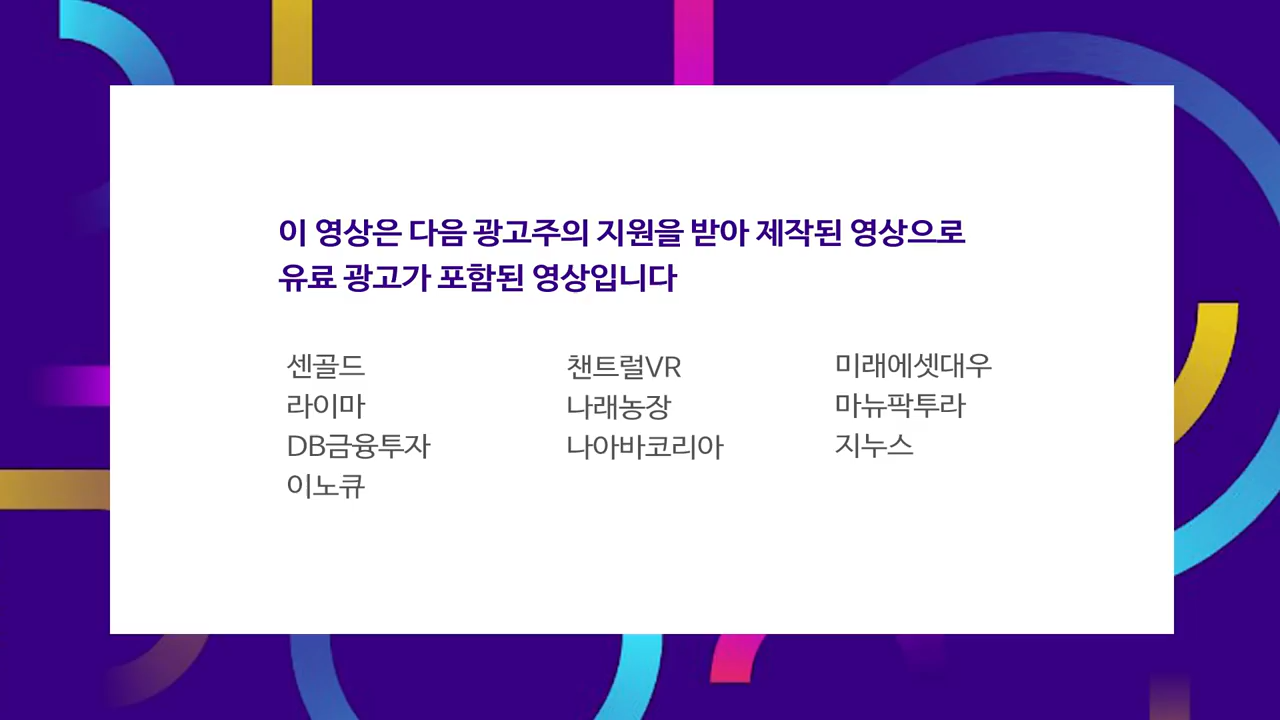 이 영상은 다음 광고주의 지원을 받아 제작된 영상으로
유료 광고가 포함된 영상입니다
센골드
라이마
DB금융투자
이노큐
챈트럴VR
나래농장
나아바코리아
미래에셋대우
마뉴팍투라
지누스